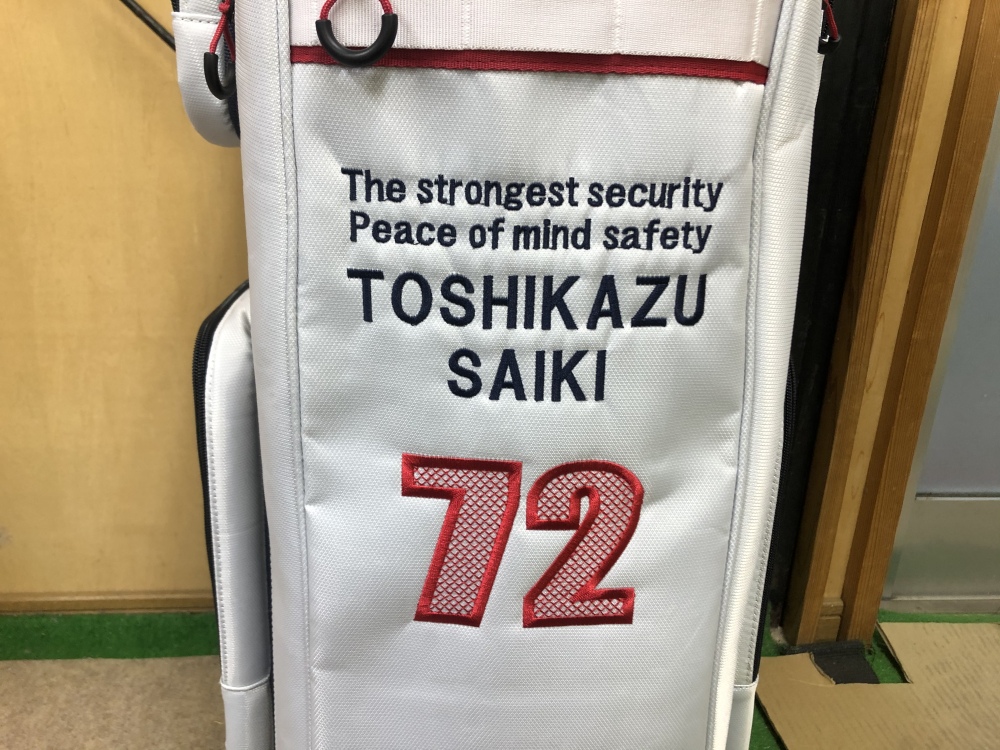 The strongest security
Peace of mind safety
TOSHIKAZU
SAIKI
72